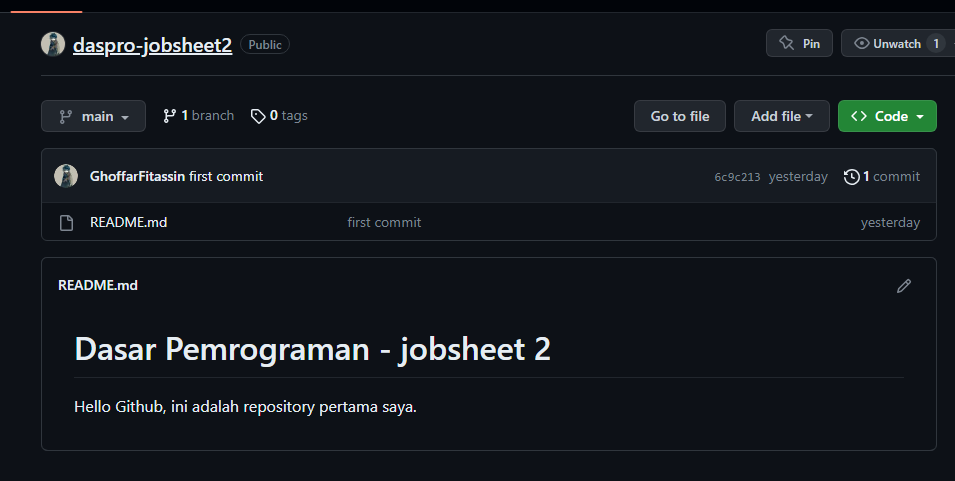 daspro-jobsheet2 Public Pin Unwatch 1
main 1 branch 0 tags Go to file Add file Code
GhoffarFitassin first commit 6c9c213 yesterday 1 commit
README.md first commit yesterday
README.md
Dasar Pemrograman - jobsheet 2
Hello Github, ini adalah repository pertama saya.